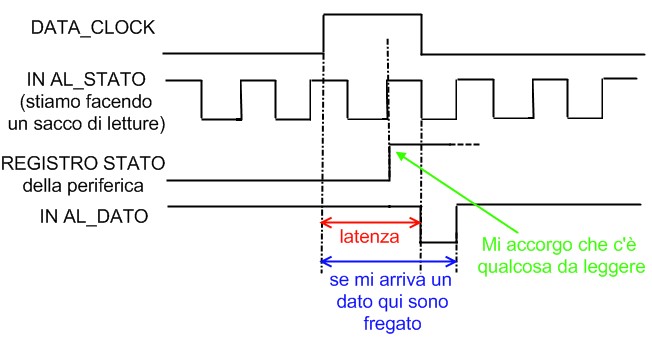 DATA_CLOCK
IN AL_STATO
(stiamo facendo
un sacco di letture)
REGISTRO STATO
della periferica
IN AL_DATO
latenza
Mi accorgo che c'è
qualcosa da leggere
se mi arriva un
dato qui sono
fregato